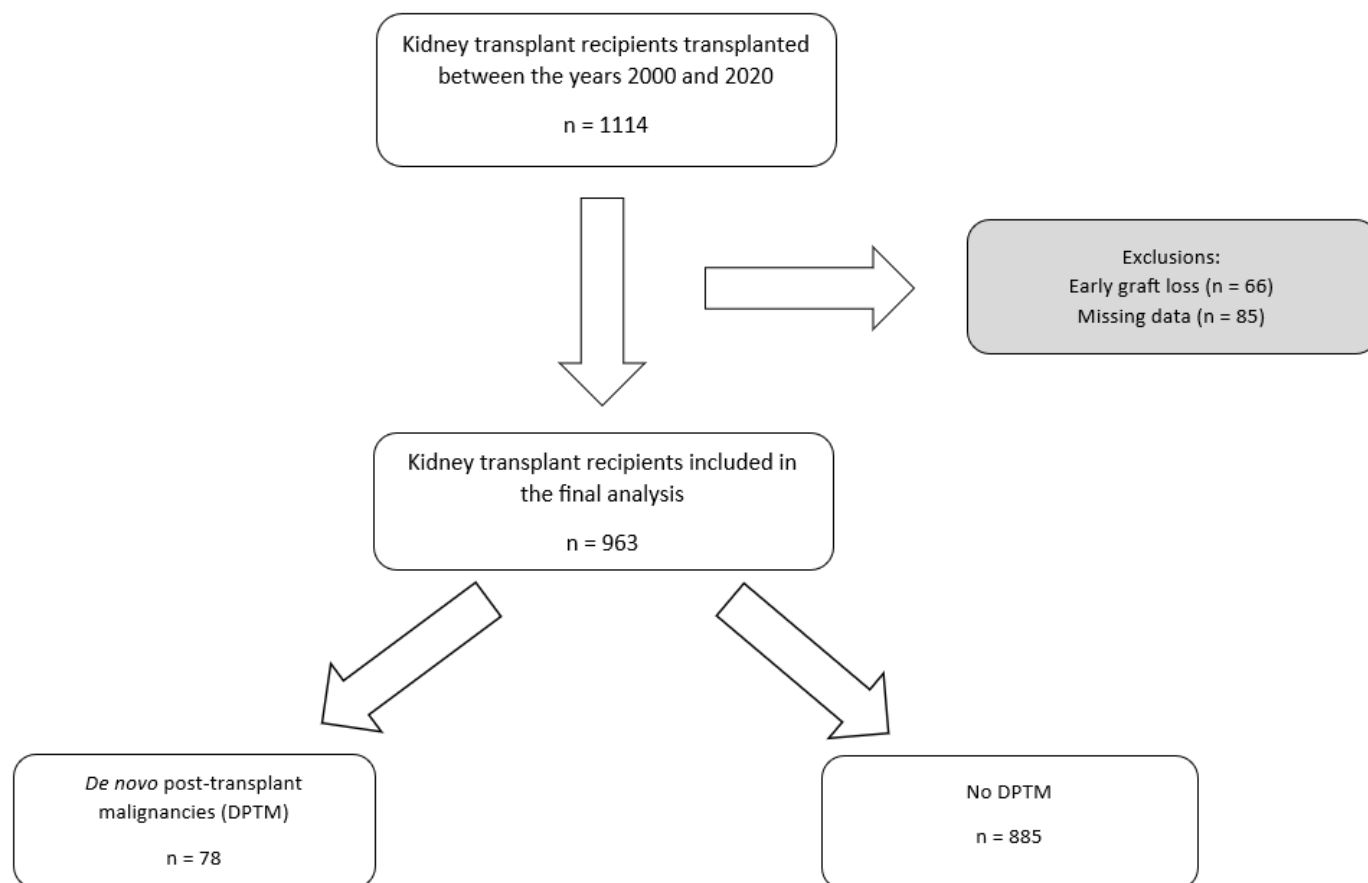 Kidney transplant recipients transplanted
between the years 2000 and 2020
n = 1114
Exclusions:
Early graft loss (n = 66)
Missing data (n = 85)
Kidney transplant recipients included in
the final analysis
n = 963
De novo post-transplant
malignancies (DPTM)
n = 78
No DPTM
n = 885